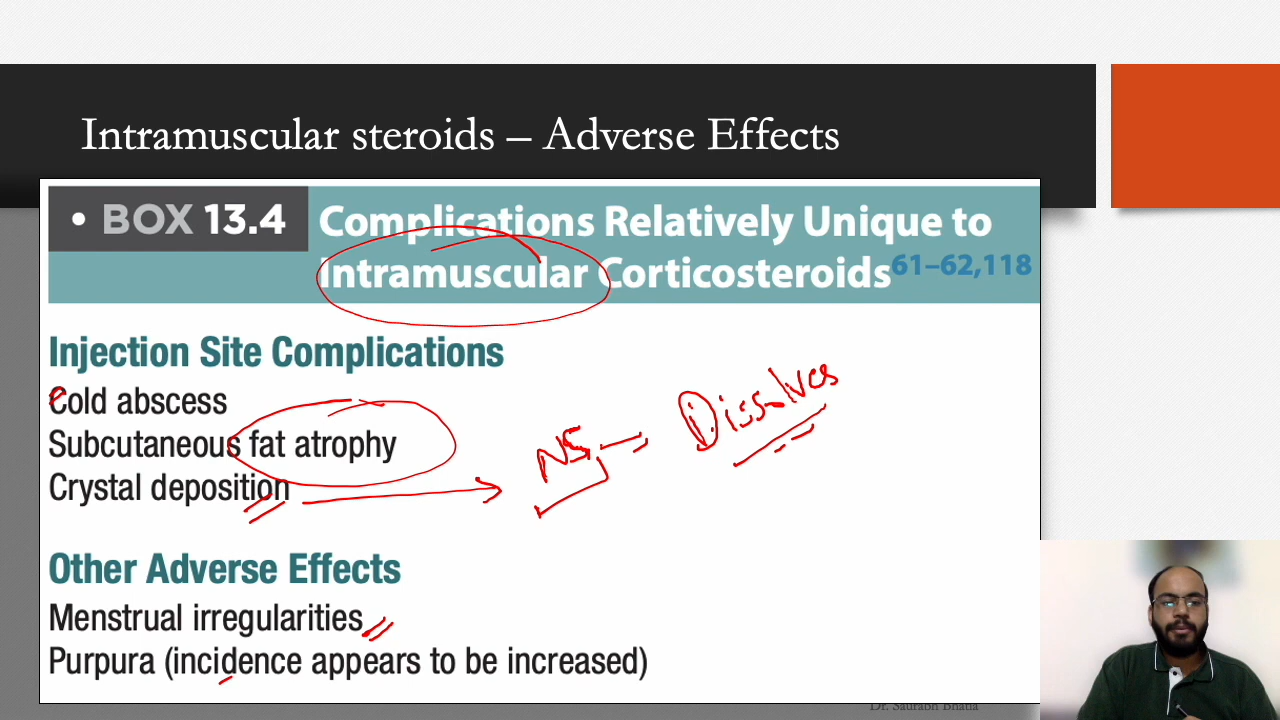 Intramuscular steroids – Adverse Effects
• BOX 13.4 Complications Relatively Unique to
Intramuscular Corticosteroids61–62,118
Injection Site Complications
Cold abscess
Subcutaneous fat atrophy
Crystal deposition
NS
Dissolves
Other Adverse Effects
Menstrual irregularities
Purpura (incidence appears to be increased)
Dr. Saurabh Bhatia